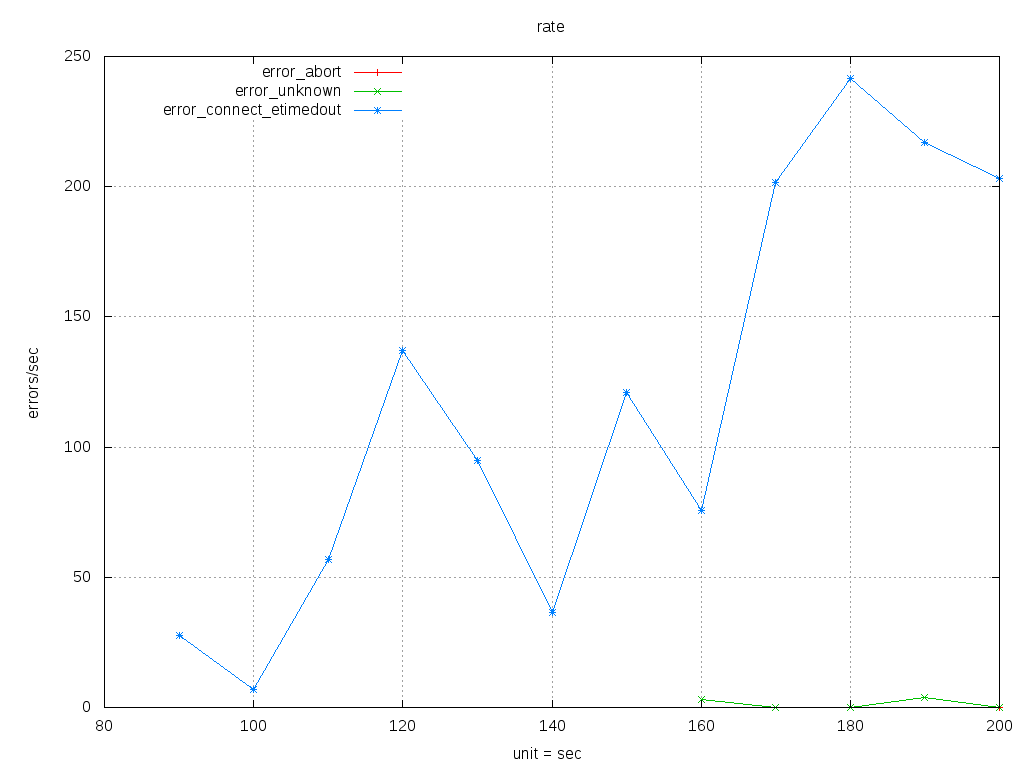 rate
250
200
150
100
50
0
error_abort
error_unknown
error_connect_etimedout
errors/sec
80 100 120 140 160 180 200
unit = sec